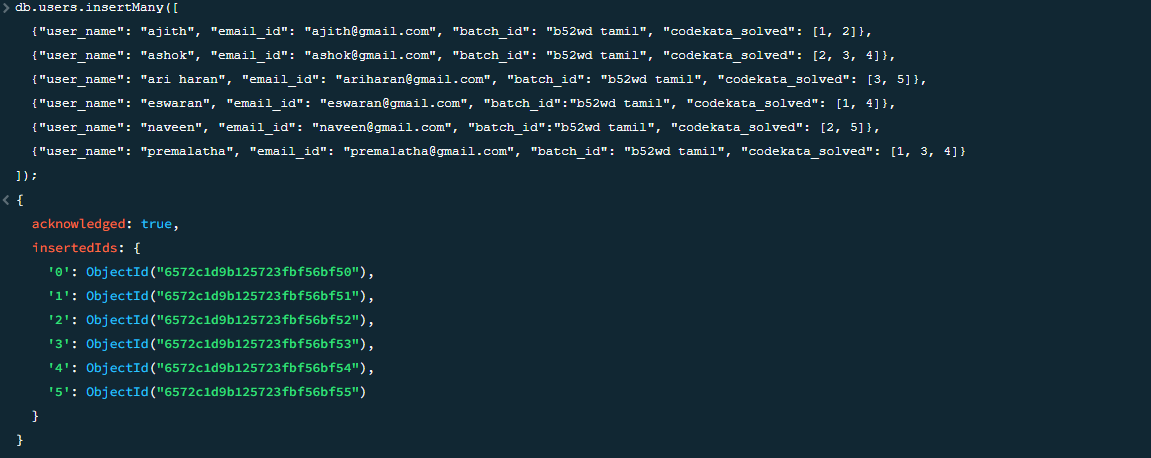 db.users.insertMany([
{"user_name": "ajith", "email_id": "ajith@gmail.com", "batch_id": "b52wd tamil", "codekata_solved": [1, 2]},
{"user_name": "ashok", "email_id": "ashok@gmail.com", "batch_id": "b52wd tamil", "codekata_solved": [2, 3, 4]},
{"user_name": "ari haran", "email_id": "ariharan@gmail.com", "batch_id": "b52wd tamil", "codekata_solved": [3, 5]},
{"user_name": "eswaran", "email_id": "eswaran@gmail.com", "batch_id":"b52wd tamil", "codekata_solved": [1, 4]},
{"user_name": "naveen", "email_id": "naveen@gmail.com", "batch_id":"b52wd tamil", "codekata_solved": [2, 5]},
{"user_name": "premalatha", "email_id": "premalatha@gmail.com", "batch_id": "b52wd tamil", "codekata_solved": [1, 3, 4]}
]);
{
acknowledged: true,
insertedIds: {
'0': ObjectId("6572c1d9b125723fbf56bf50"),
'1': ObjectId("6572c1d9b125723fbf56bf51"),
'2': ObjectId("6572c1d9b125723fbf56bf52"),
'3': ObjectId("6572c1d9b125723fbf56bf53"),
'4': ObjectId("6572c1d9b125723fbf56bf54"),
'5': ObjectId("6572c1d9b125723fbf56bf55")
}
}